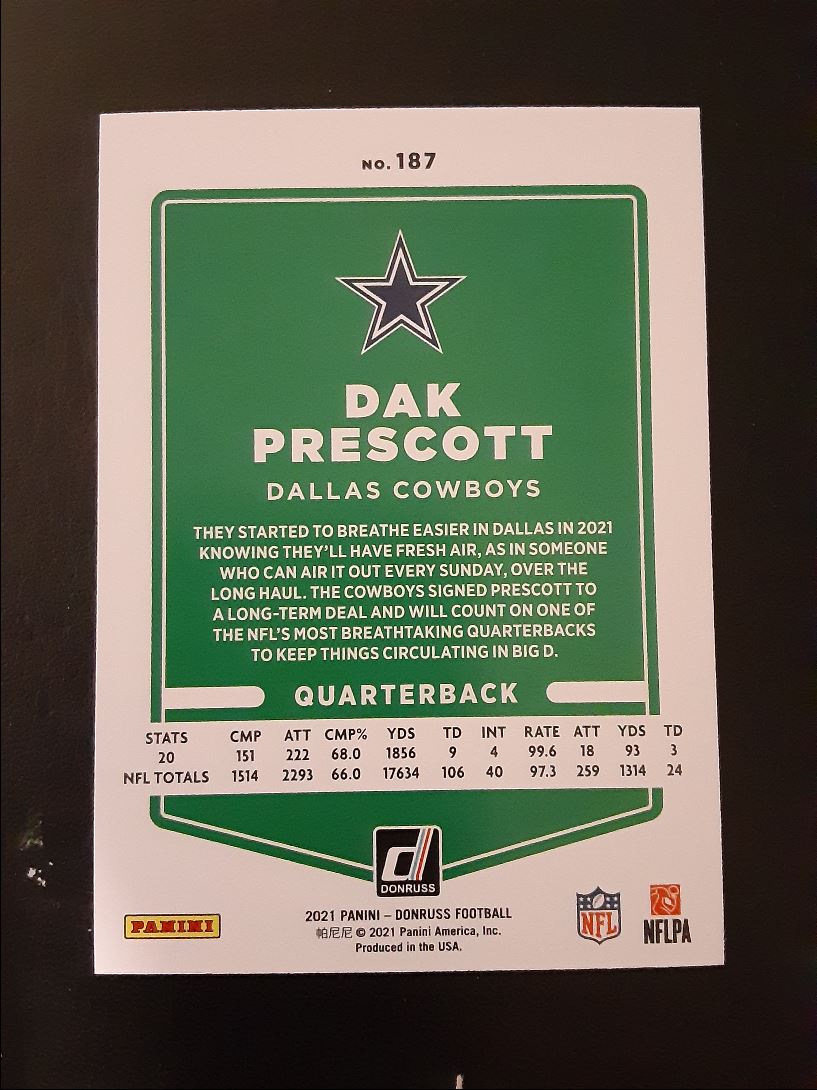 NO. 187
DAK
PRESCOTT
DALLAS COWBOYS
THEY STARTED TO BREATHE EASIER IN DALLAS IN 2021
KNOWING THEY'LL HAVE FRESH AIR, AS IN SOMEONE
WHO CAN AIR IT OUT EVERY SUNDAY, OVER THE
LONG HAUL. THE COWBOYS SIGNED PRESCOTT TO
A LONG-TERM DEAL AND WILL COUNT ON ONE OF
THE NFL'S MOST BREATHTAKING QUARTERBACKS
TO KEEP THINGS CIRCULATING IN BIG D.
QUARTERBACK
STATS CMP ATT CMP% YDS TD INT RATE ATT YDS TD
20 151 222 68.0 1856 9 4 99.6 18 93 3
NFL TOTALS 1514 2293 66.0 17634 106 40 97.3 259 1314 24
d
DONRUSS
PANINI
2021 PANINI – DONRUSS FOOTBALL
帕尼尼 © 2021 Panini America, Inc.
Produced in the USA.
NFL
NFLPA